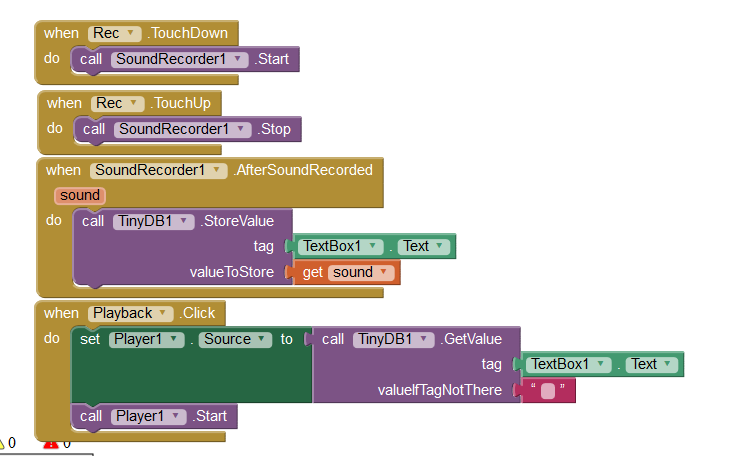 when Rec .TouchDown
do call SoundRecorder1 .Start
when Rec .TouchUp
do call SoundRecorder1 .Stop
when SoundRecorder1 .AfterSoundRecorded
sound
do call TinyDB1 .StoreValue
tag TextBox1 . Text
valueToStore get sound
when Playback .Click
do set Player1 . Source to call TinyDB1 .GetValue
tag TextBox1 . Text
valueIfTagNotThere “ ”
call Player1 .Start
0 0